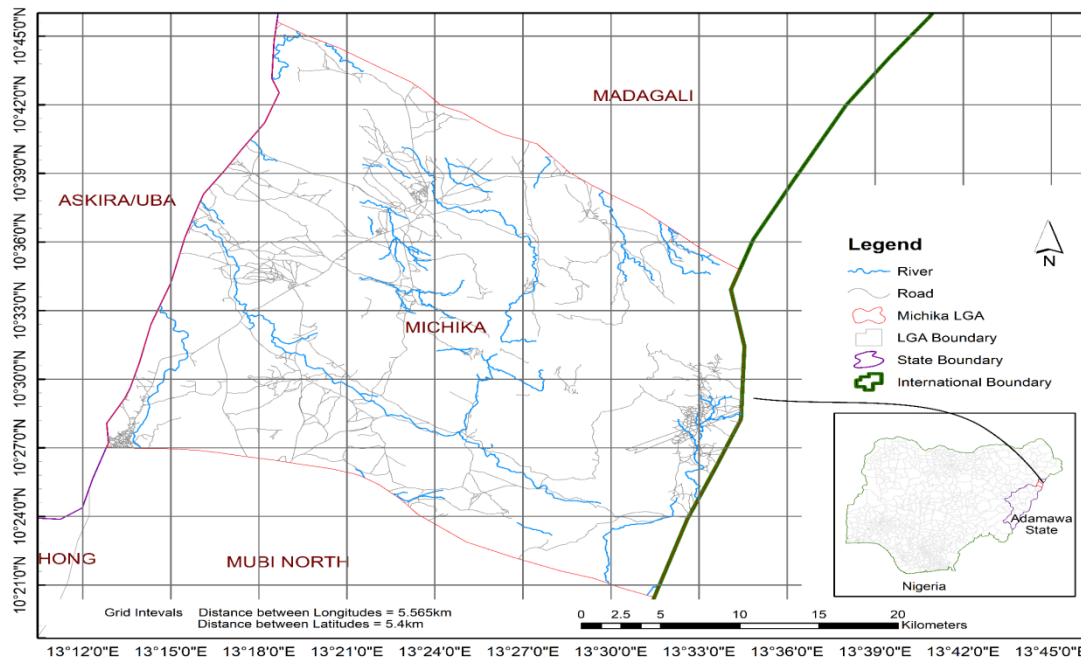 10°45'0"N
10°42'0"N
10°39'0"N
10°36'0"N
10°33'0"N
10°30'0"N
10°27'0"N
10°24'0"N
10°21'0"N
MADAGALI
ASKIRA/UBA
MICHIKA
HONG
MUBI NORTH
Legend
River
Road
Michika LGA
LGA Boundary
State Boundary
International Boundary
N
Adamawa
State
Nigeria
Grid Intevals Distance between Longitudes = 5.565km
Distance between Latitudes = 5.4km
0 2.5 5 10 15 20
Kilometers
13°12'0"E 13°15'0"E 13°18'0"E 13°21'0"E 13°24'0"E 13°27'0"E 13°30'0"E 13°33'0"E 13°36'0"E 13°39'0"E 13°42'0"E 13°45'0"E